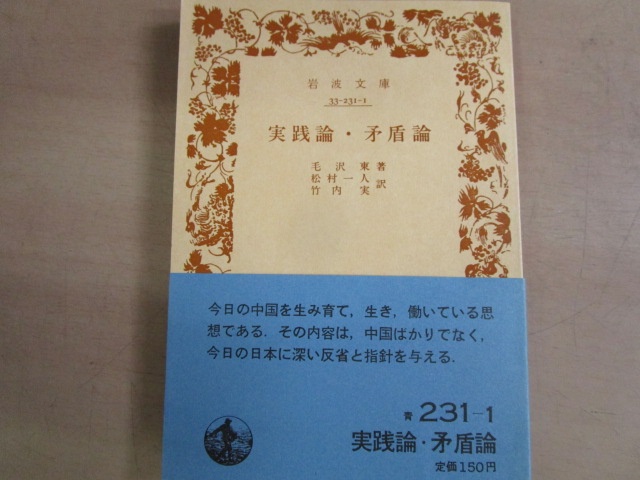 岩波文庫
33-231-1
実践論・矛盾論
毛沢東著
松村一人訳
竹内実
今日の中国を生み育て，生き，働いている思
想である．その内容は，中国ばかりでなく，
今日の日本に深い反省と指針を与える．
青 231-1
実践論・矛盾論
定価150円